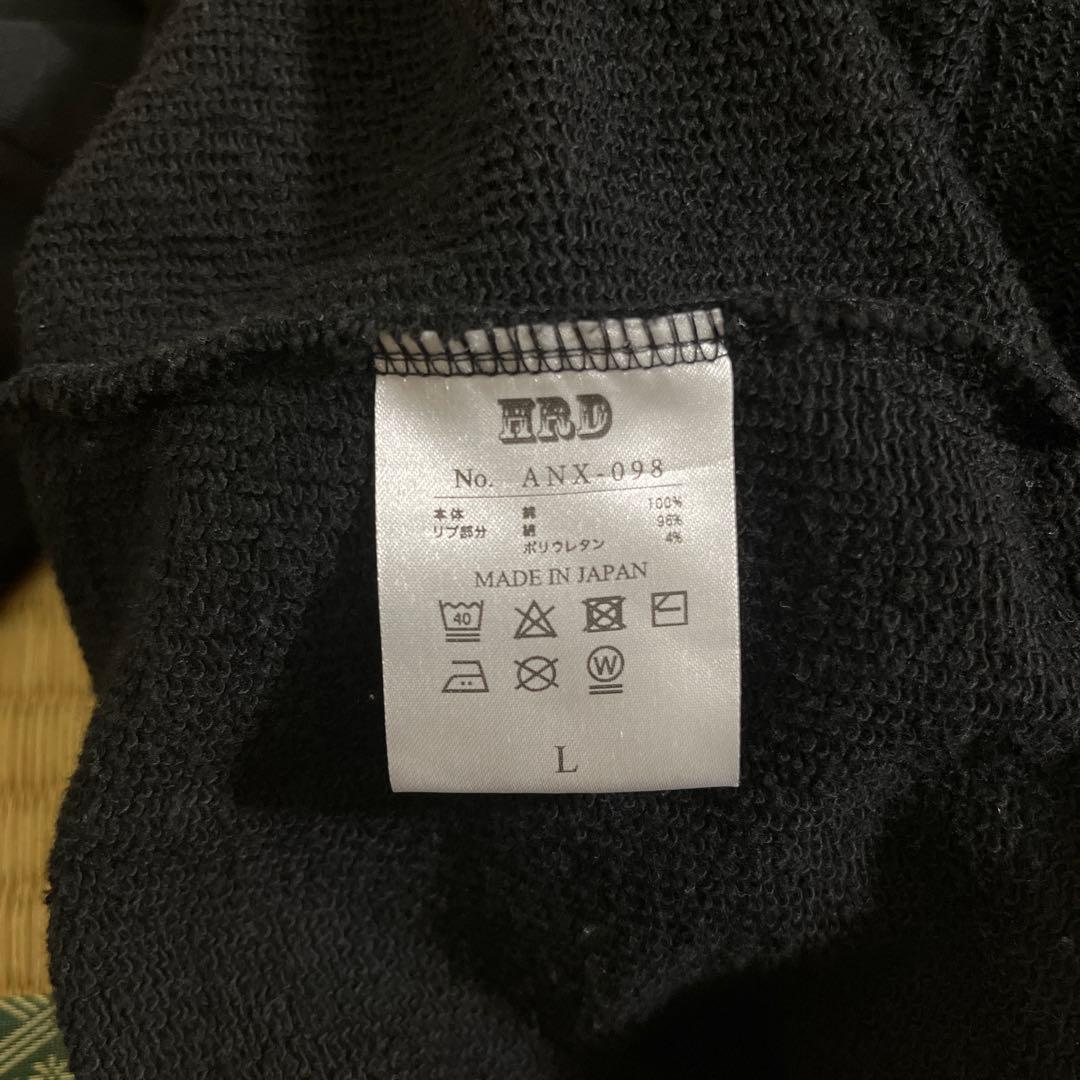 HRD
No. ANX-098
本体 綿 100%
リブ部分 綿 96%
ポリウレタン 4%
MADE IN JAPAN
40
W
L